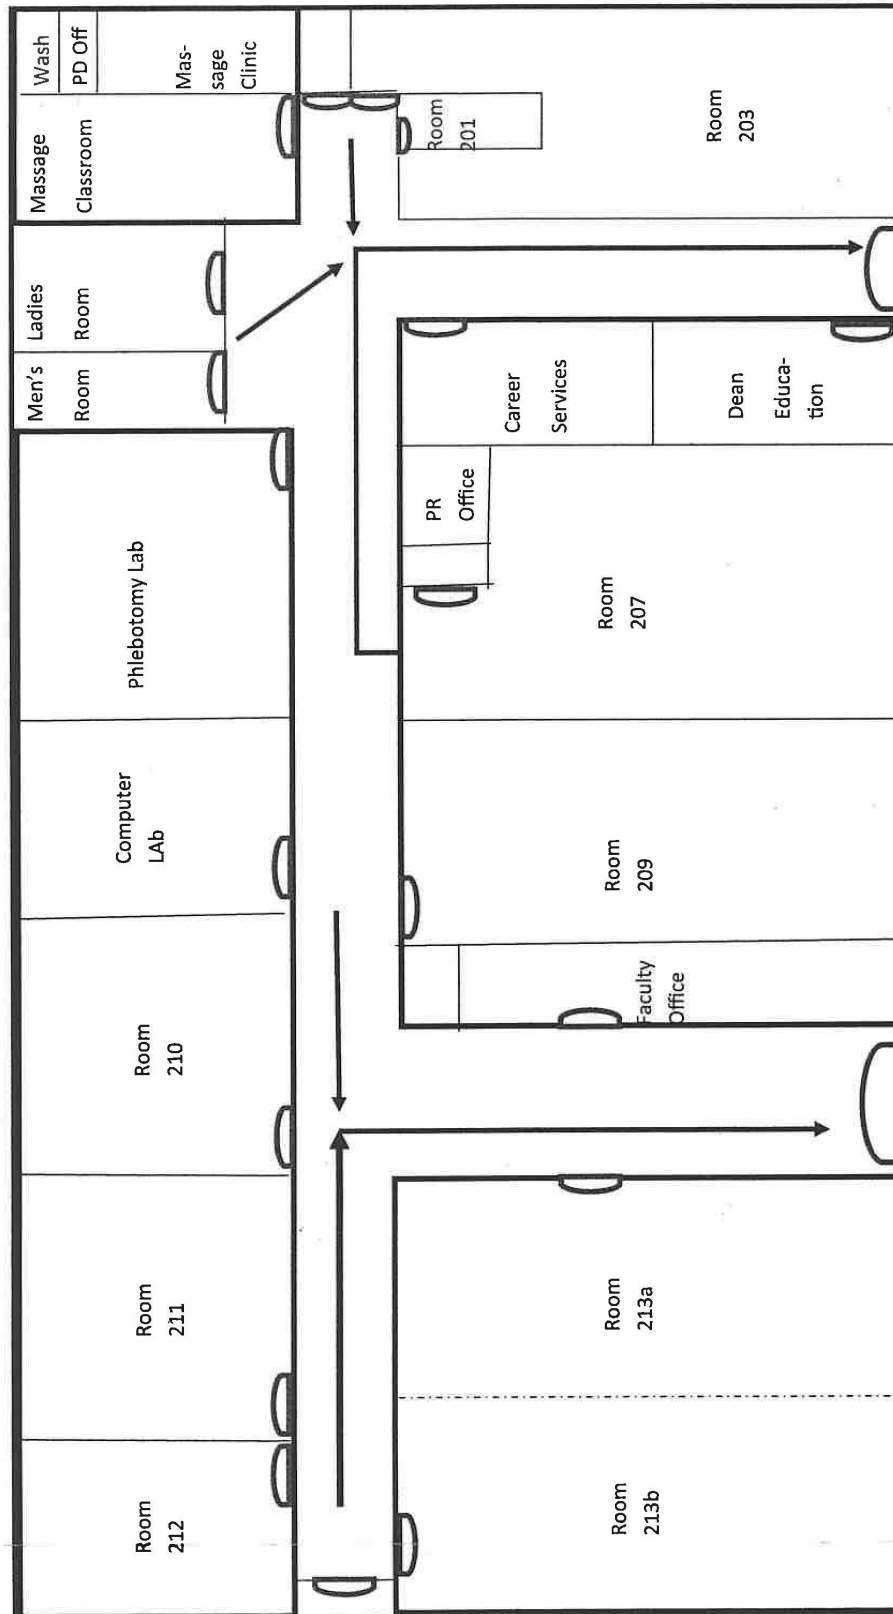 Room
212
Room
211
Room
210
Computer
LAb
Phlebotomy Lab
Men's
Room
Ladies
Room
Massage
Classroom
Wash
PD Off
Mas-
sage
Clinic
Room
213b
Room
213a
Faculty
Office
Room
209
Room
207
PR
Office
Career
Services
Dean
Educa-
tion
Room
201
Room
203